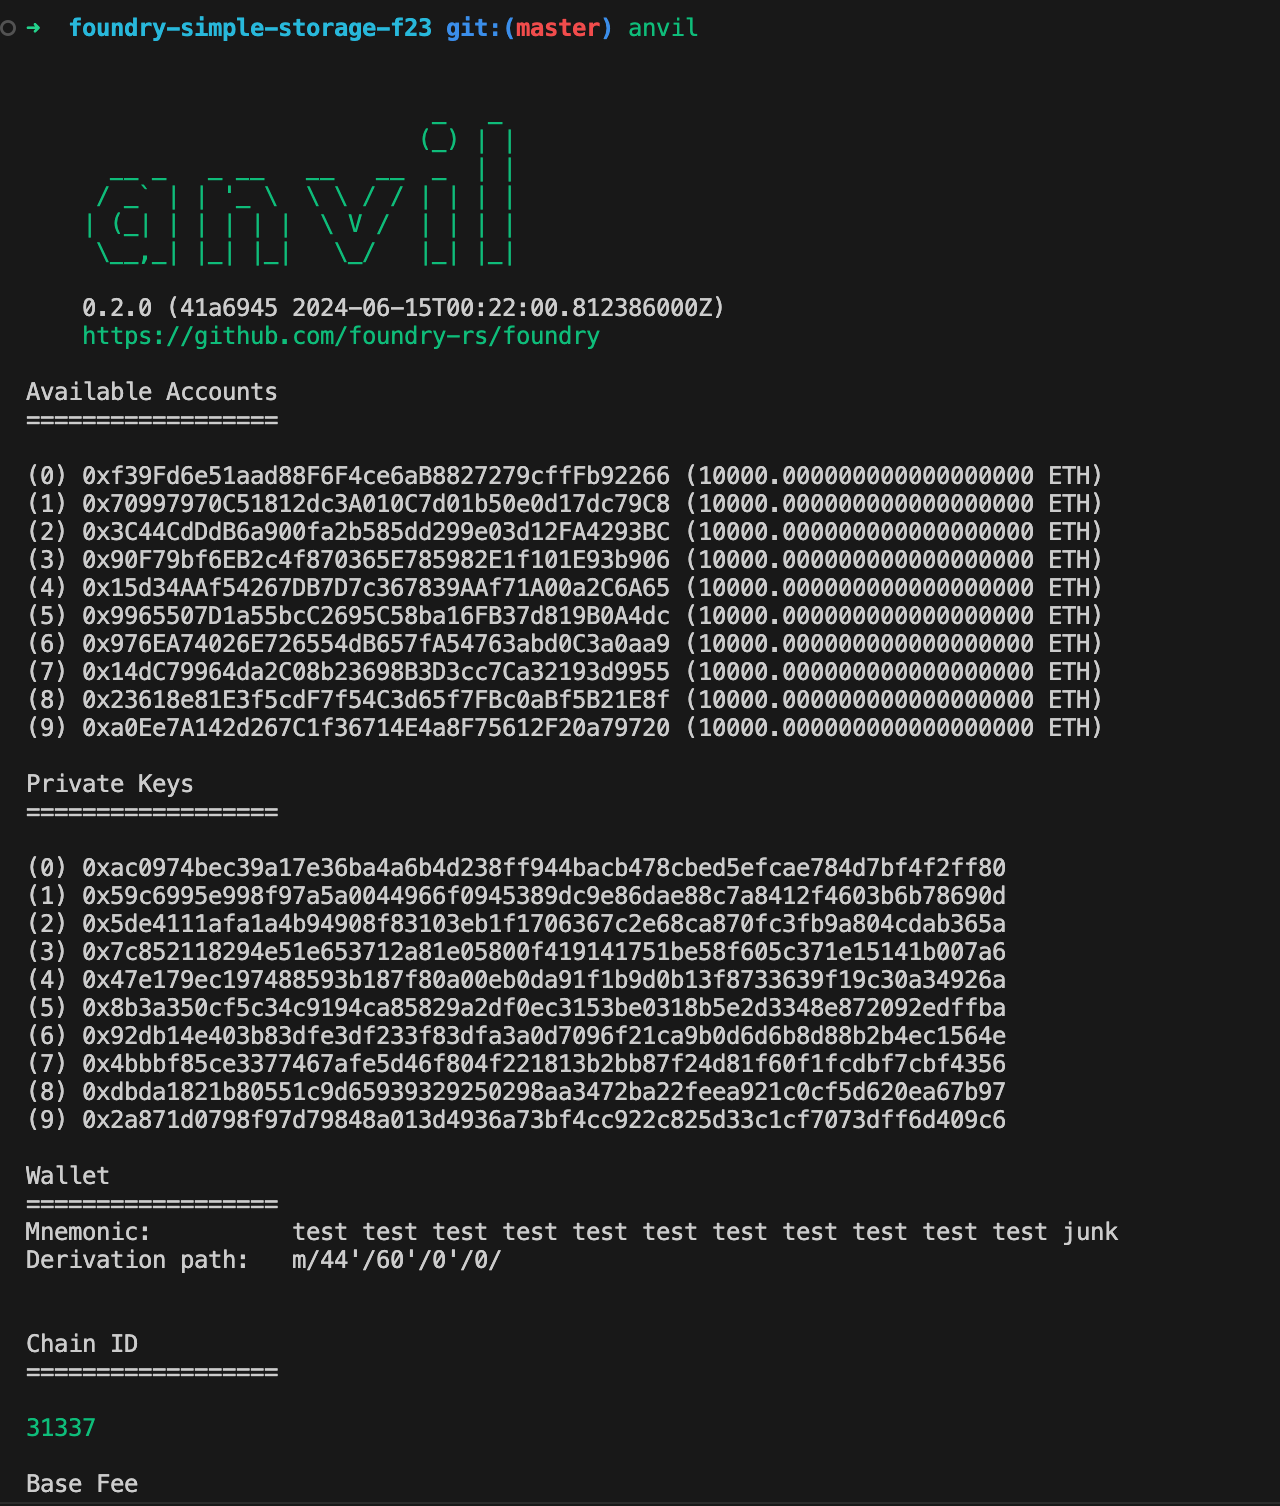 ➜  foundry-simple-storage-f23 git:(master) anvil
                         _   _
                        (_) | |
  __ _   _ __   __   __  _  | |
 / _` | | '_ \  \ \ / / | | | |
| (_| | | | | |  \ V /  | | | |
 \__,_| |_| |_|   \_/   |_| |_|
0.2.0 (41a6945 2024-06-15T00:22:00.812386000Z)
https://github.com/foundry-rs/foundry
Available Accounts
==================
(0) 0xf39Fd6e51aad88F6F4ce6aB8827279cffFb92266 (10000.000000000000000000 ETH)
(1) 0x70997970C51812dc3A010C7d01b50e0d17dc79C8 (10000.000000000000000000 ETH)
(2) 0x3C44CdDdB6a900fa2b585dd299e03d12FA4293BC (10000.000000000000000000 ETH)
(3) 0x90F79bf6EB2c4f870365E785982E1f101E93b906 (10000.000000000000000000 ETH)
(4) 0x15d34AAf54267DB7D7c367839AAf71A00a2C6A65 (10000.000000000000000000 ETH)
(5) 0x9965507D1a55bcC2695C58ba16FB37d819B0A4dc (10000.000000000000000000 ETH)
(6) 0x976EA74026E726554dB657fA54763abd0C3a0aa9 (10000.000000000000000000 ETH)
(7) 0x14dC79964da2C08b23698B3D3cc7Ca32193d9955 (10000.000000000000000000 ETH)
(8) 0x23618e81E3f5cdF7f54C3d65f7FBc0aBf5B21E8f (10000.000000000000000000 ETH)
(9) 0xa0Ee7A142d267C1f36714E4a8F75612F20a79720 (10000.000000000000000000 ETH)
Private Keys
==================
(0) 0xac0974bec39a17e36ba4a6b4d238ff944bacb478cbed5efcae784d7bf4f2ff80
(1) 0x59c6995e998f97a5a0044966f0945389dc9e86dae88c7a8412f4603b6b78690d
(2) 0x5de4111afa1a4b94908f83103eb1f1706367c2e68ca870fc3fb9a804cdab365a
(3) 0x7c852118294e51e653712a81e05800f419141751be58f605c371e15141b007a6
(4) 0x47e179ec197488593b187f80a00eb0da91f1b9d0b13f8733639f19c30a34926a
(5) 0x8b3a350cf5c34c9194ca85829a2df0ec3153be0318b5e2d3348e872092edffba
(6) 0x92db14e403b83dfe3df233f83dfa3a0d7096f21ca9b0d6d6b8d88b2b4ec1564e
(7) 0x4bbbf85ce3377467afe5d46f804f221813b2bb87f24d81f60f1fcdbf7cbf4356
(8) 0xdbda1821b80551c9d65939329250298aa3472ba22feea921c0cf5d620ea67b97
(9) 0x2a871d0798f97d79848a013d4936a73bf4cc922c825d33c1cf7073dff6d409c6
Wallet
==================
Mnemonic:          test test test test test test test test test test test junk
Derivation path:   m/44'/60'/0'/0/
Chain ID
==================
31337
Base Fee